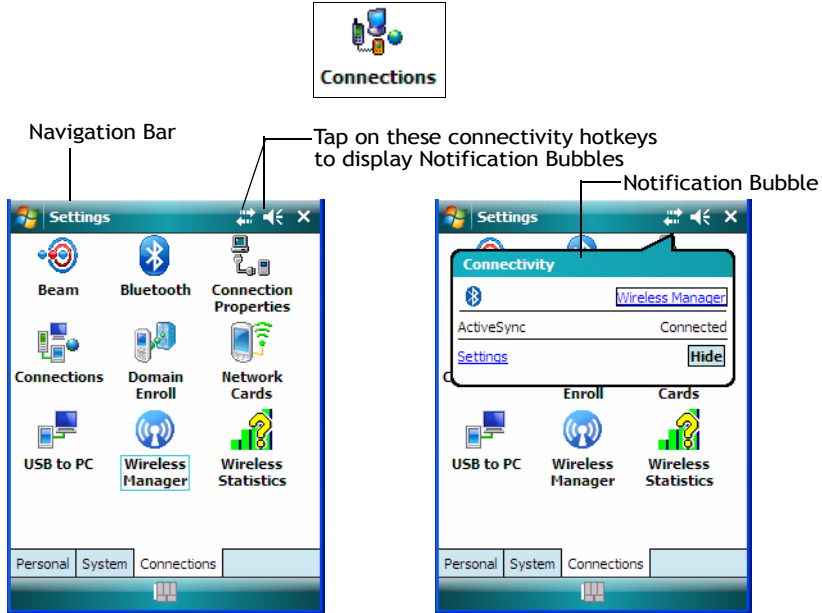 Connections
Navigation Bar
Tap on these connectivity hotkeys
to display Notification Bubbles
Notification Bubble
Settings
Beam
Bluetooth
Connection
Properties
Connections
Domain
Enroll
Network
Cards
USB to PC
Wireless
Manager
Wireless
Statistics
Personal
System
Connections
Settings
Connectivity
Wireless Manager
ActiveSync
Connected
Settings
Hide
C
Enroll
Cards
USB to PC
Wireless
Manager
Wireless
Statistics
Personal
System
Connections